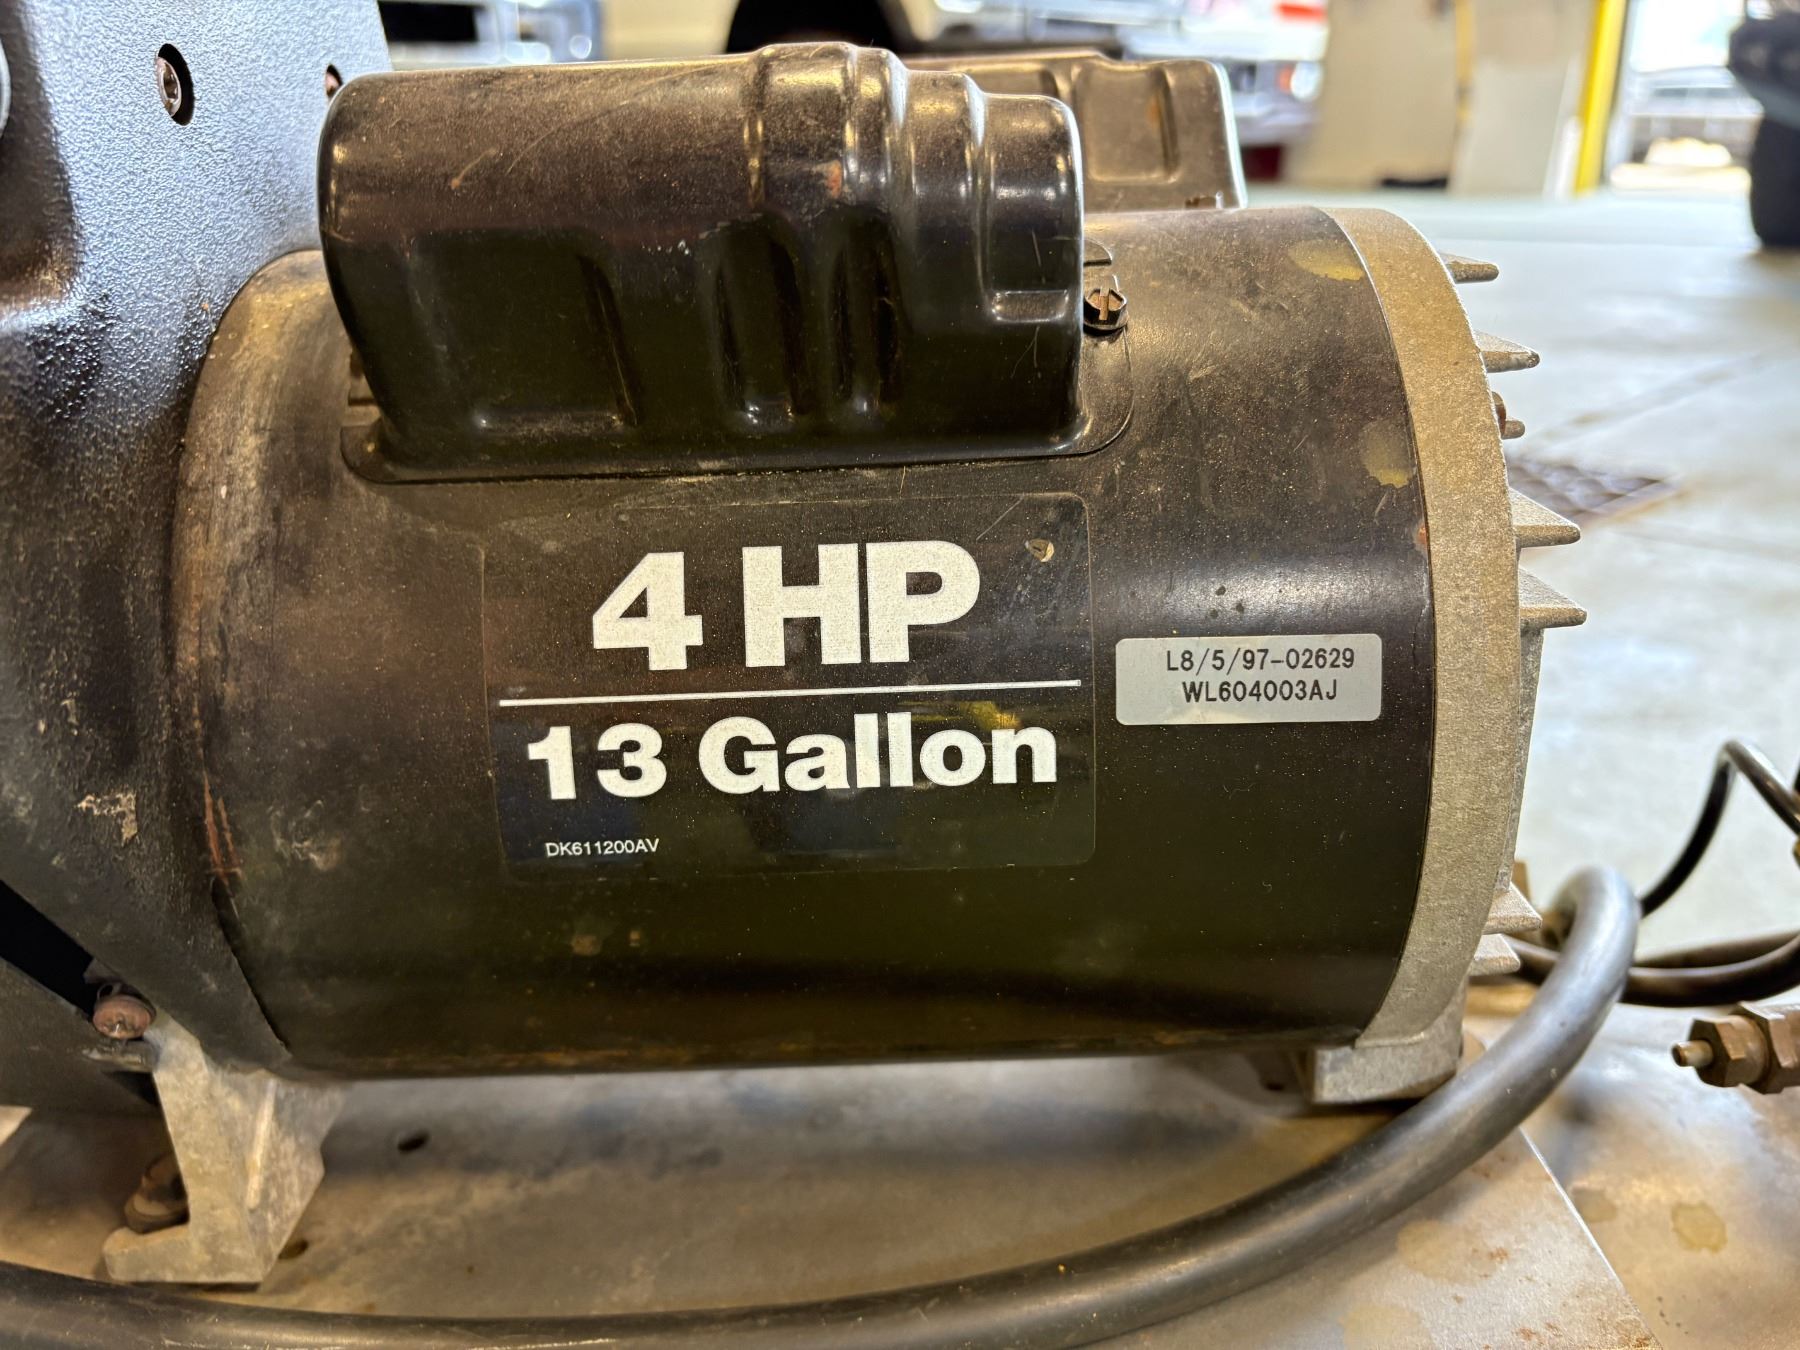 4 HP
13 Gallon
DK611200AV
L8/5/97-02629
WL604003AJ